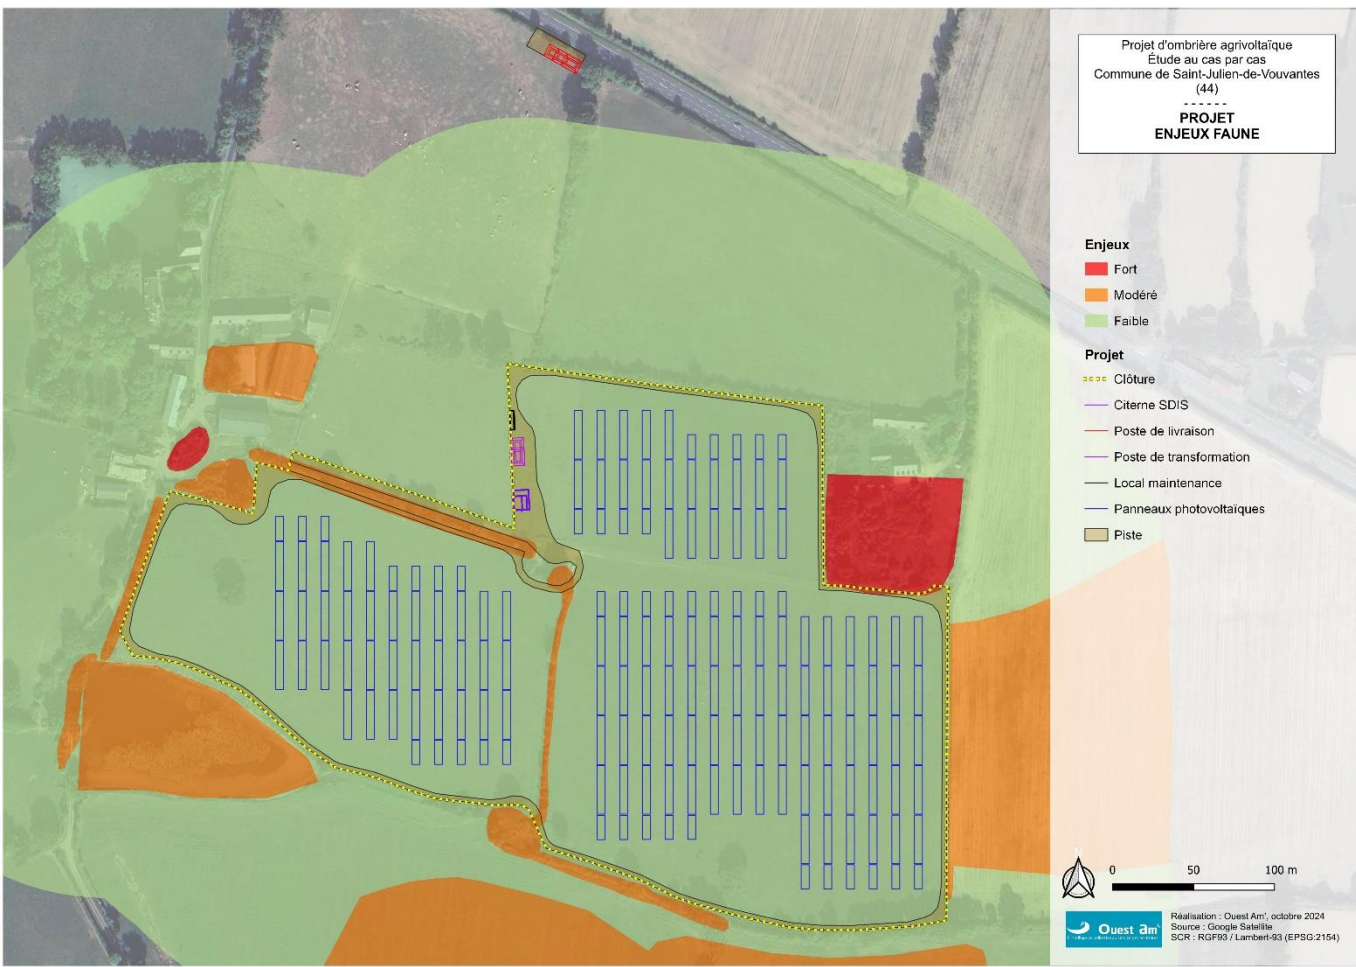 Projet d'ombrière agrivoltaïque
Étude au cas par cas
Commune de Saint-Julien-de-Vouvantes
(44)
------
PROJET
ENJEUX FAUNE
Enjeux
Fort
Modéré
Faible
Projet
Clôture
Citerne SDIS
Poste de livraison
Poste de transformation
Local maintenance
Panneaux photovoltaïques
Piste
N
0 50 100 m
Ouest am'
Réalisation : Ouest Am', octobre 2024
Source : Google Satellite
SCR : RGF93 / Lambert-93 (EPSG:2154)